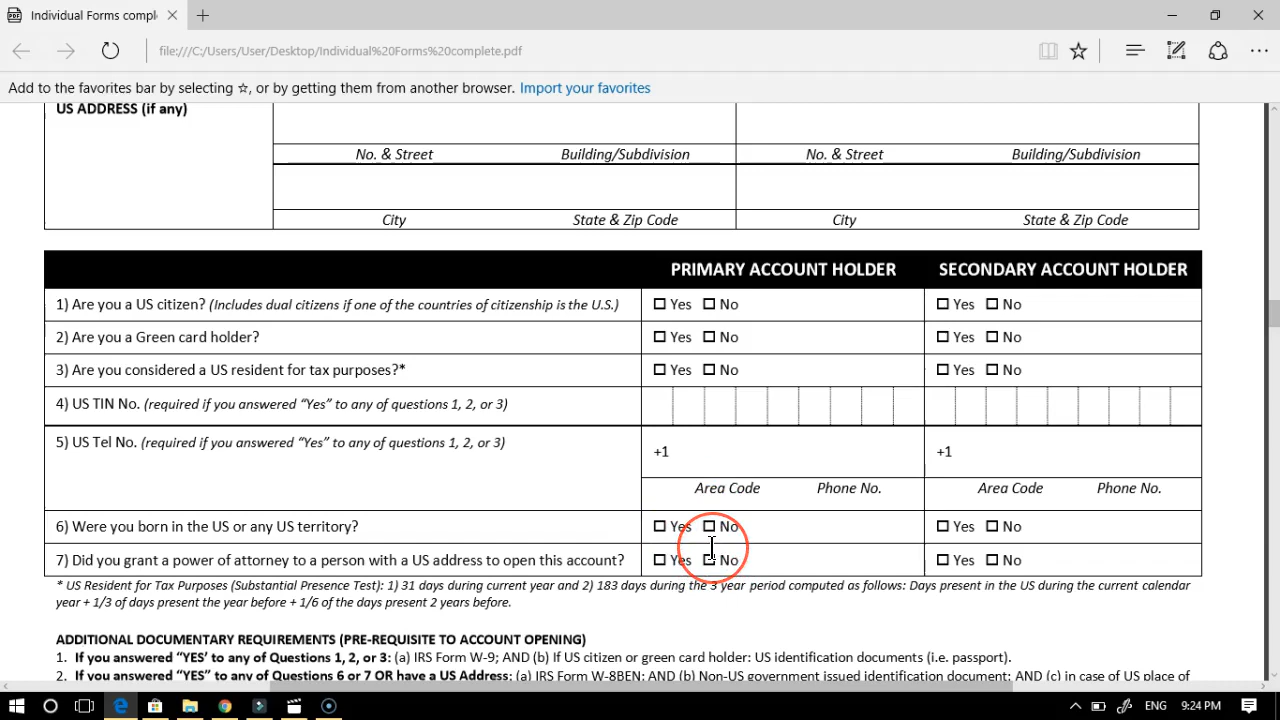 Individual Forms compl
file:///C:/Users/User/Desktop/Individual%20Forms%20complete.pdf
Add to the favorites bar by selecting ☆, or by getting them from another browser. Import your favorites
US ADDRESS (if any)
No. & Street Building/Subdivision No. & Street Building/Subdivision
City State & Zip Code City State & Zip Code
PRIMARY ACCOUNT HOLDER SECONDARY ACCOUNT HOLDER
1) Are you a US citizen? (Includes dual citizens if one of the countries of citizenship is the U.S.) ☐ Yes ☐ No ☐ Yes ☐ No
2) Are you a Green card holder? ☐ Yes ☐ No ☐ Yes ☐ No
3) Are you considered a US resident for tax purposes?* ☐ Yes ☐ No ☐ Yes ☐ No
4) US TIN No. (required if you answered “Yes” to any of questions 1, 2, or 3)
5) US Tel No. (required if you answered “Yes” to any of questions 1, 2, or 3)
+1 +1
Area Code Phone No. Area Code Phone No.
6) Were you born in the US or any US territory? ☐ Yes ☐ No ☐ Yes ☐ No
7) Did you grant a power of attorney to a person with a US address to open this account? ☐ Yes ☐ No ☐ Yes ☐ No
* US Resident for Tax Purposes (Substantial Presence Test): 1) 31 days during current year and 2) 183 days during the 3 year period computed as follows: Days present in the US during the current calendar
year + 1/3 of days present the year before + 1/6 of the days present 2 years before.
ADDITIONAL DOCUMENTARY REQUIREMENTS (PRE-REQUISITE TO ACCOUNT OPENING)
1. If you answered “YES’ to any of Questions 1, 2, or 3: (a) IRS Form W-9; AND (b) If US citizen or green card holder: US identification documents (i.e. passport).
2. If you answered “YES” to any of Questions 6 or 7 OR have a US Address: (a) IRS Form W-8BEN; AND (b) Non-US government issued identification document; AND (c) in case of US place of
ENG 9:24 PM